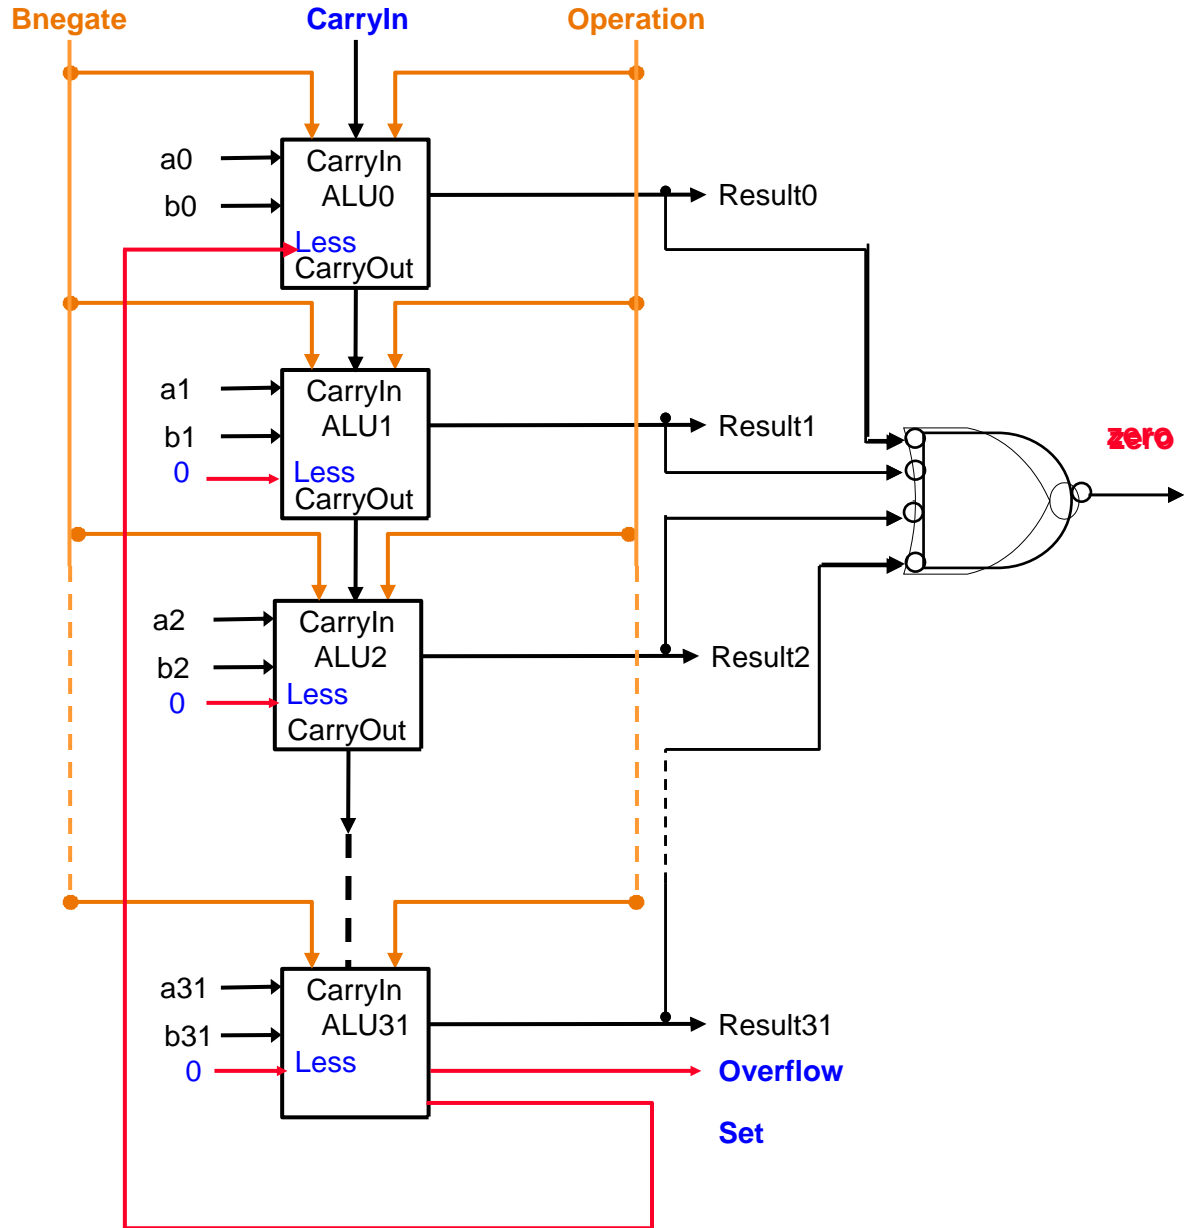 Bnegate CarryIn Operation
a0
CarryIn
ALU0
Result0
b0
Less
CarryOut
a1
CarryIn
ALU1
Result1
b1
0
Less
CarryOut
zero
zero
a2
CarryIn
ALU2
Result2
b2
0
Less
CarryOut
a31
CarryIn
ALU31
Result31
b31
0
Less
Overflow
Set